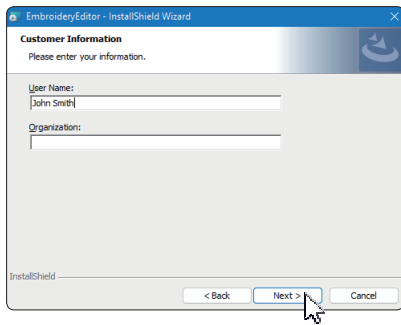 EmbroideryEditor - InstallShield Wizard
Customer Information
Please enter your information.
User Name:
John Smith
Organization:
InstallShield
< Back Next > Cancel